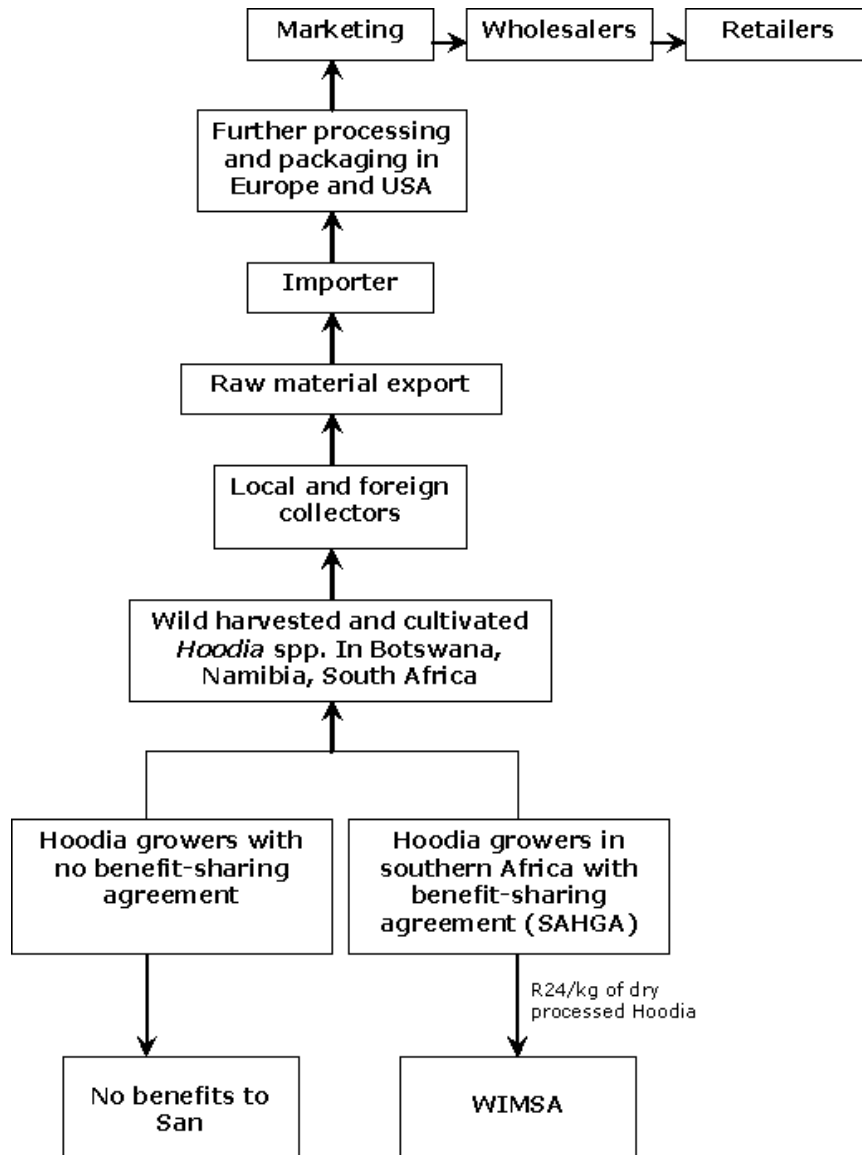 Marketing
Wholesalers
Retailers
Further processing
and packaging in
Europe and USA
Importer
Raw material export
Local and foreign
collectors
Wild harvested and cultivated
Hoodia spp. In Botswana,
Namibia, South Africa
Hoodia growers with
no benefit-sharing
agreement
Hoodia growers in
southern Africa with
benefit-sharing
agreement (SAHGA)
R24/kg of dry
processed Hoodia
No benefits to
San
WIMSA